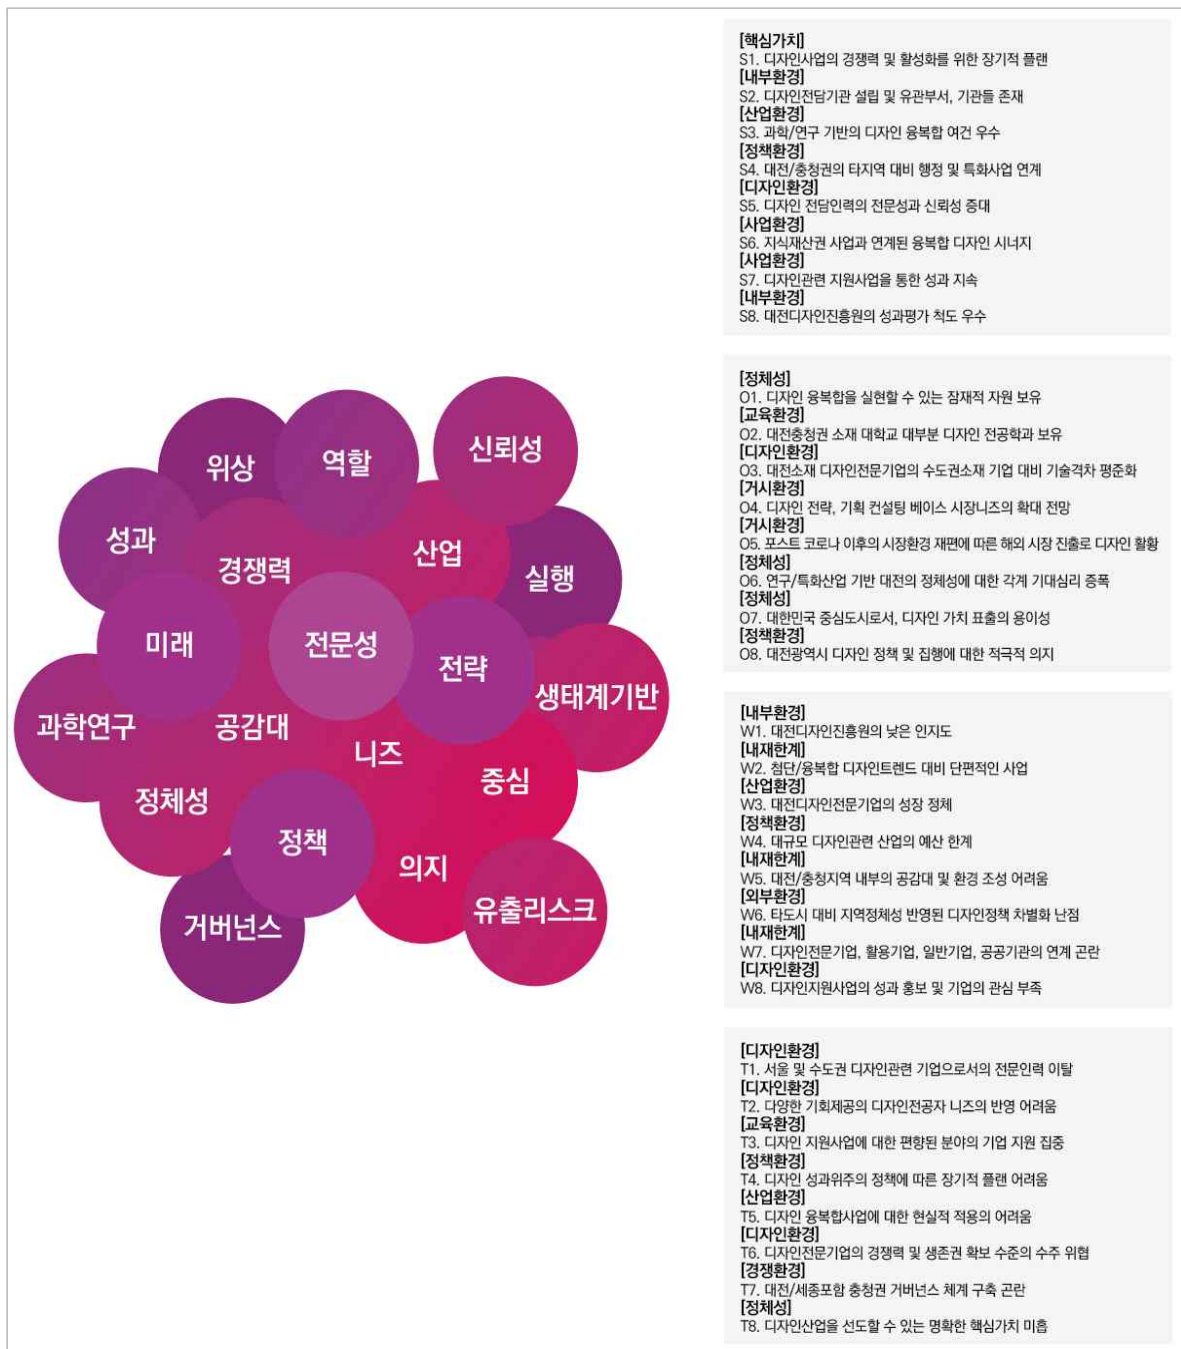 위상
역할
신뢰성
성과
경쟁력
산업
실행
미래
전문성
전략
생태계기반
과학연구
공감대
니즈
중심
정체성
정책
의지
유출리스크
거버넌스
[핵심가치]
S1. 디자인사업의 경쟁력 및 활성화를 위한 장기적 플랜
[내부환경]
S2. 디자인전담기관 설립 및 유관부서, 기관들 존재
[산업환경]
S3. 과학/연구 기반의 디자인 융복합 여건 우수
[정책환경]
S4. 대전/충청권의 타지역 대비 행정 및 특화사업 연계
[디자인환경]
S5. 디자인 전담인력의 전문성과 신뢰성 증대
[사업환경]
S6. 지식재산권 사업과 연계된 융복합 디자인 시너지
[사업환경]
S7. 디자인관련 지원사업을 통한 성과 지속
[내부환경]
S8. 대전디자인진흥원의 성과평가 척도 우수
[정체성]
O1. 디자인 융복합을 실현할 수 있는 잠재적 자원 보유
[교육환경]
O2. 대전충청권 소재 대학교 대부분 디자인 전공학과 보유
[디자인환경]
O3. 대전소재 디자인전문기업의 수도권소재 기업 대비 기술격차 평준화
[거시환경]
O4. 디자인 전략, 기획 컨설팅 베이스 시장니즈의 확대 전망
[거시환경]
O5. 포스트 코로나 이후의 시장환경 재편에 따른 해외 시장 진출로 디자인 활황
[정체성]
O6. 연구/특화산업 기반 대전의 정체성에 대한 각계 기대심리 증폭
[정체성]
O7. 대한민국 중심도시로서, 디자인 가치 표출의 용이성
[정책환경]
O8. 대전광역시 디자인 정책 및 집행에 대한 적극적 의지
[내부환경]
W1. 대전디자인진흥원의 낮은 인지도
[내재한계]
W2. 첨단/융복합 디자인트렌드 대비 단편적인 사업
[산업환경]
W3. 대전디자인전문기업의 성장 정체
[정책환경]
W4. 대규모 디자인관련 산업의 예산 한계
[내재한계]
W5. 대전/충청지역 내부의 공감대 및 환경 조성 어려움
[외부환경]
W6. 타도시 대비 지역정체성 반영된 디자인정책 차별화 난점
[내재한계]
W7. 디자인전문기업, 활용기업, 일반기업, 공공기관의 연계 곤란
[디자인환경]
W8. 디자인지원사업의 성과 홍보 및 기업의 관심 부족
[디자인환경]
T1. 서울 및 수도권 디자인관련 기업으로서의 전문인력 이탈
[디자인환경]
T2. 다양한 기회제공의 디자인전공자 니즈의 반영 어려움
[교육환경]
T3. 디자인 지원사업에 대한 편향된 분야의 기업 지원 집중
[정책환경]
T4. 디자인 성과위주의 정책에 따른 장기적 플랜 어려움
[산업환경]
T5. 디자인 융복합사업에 대한 현실적 적용의 어려움
[디자인환경]
T6. 디자인전문기업의 경쟁력 및 생존권 확보 수준의 수주 위협
[경쟁환경]
T7. 대전/세종포함 충청권 거버넌스 체계 구축 곤란
[정체성]
T8. 디자인산업을 선도할 수 있는 명확한 핵심가치 미흡